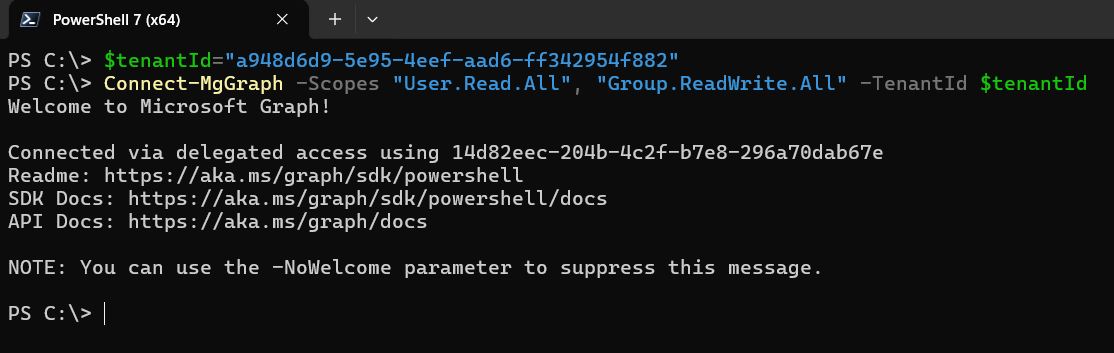 PowerShell 7 (x64)
PS C:\> $tenantId="a948d6d9-5e95-4eef-aad6-ff342954f882"
PS C:\> Connect-MgGraph -Scopes "User.Read.All", "Group.ReadWrite.All" -TenantId $tenantId
Welcome to Microsoft Graph!
Connected via delegated access using 14d82eec-204b-4c2f-b7e8-296a70dab67e
Readme: https://aka.ms/graph/sdk/powershell
SDK Docs: https://aka.ms/graph/sdk/powershell/docs
API Docs: https://aka.ms/graph/docs
NOTE: You can use the -NoWelcome parameter to suppress this message.
PS C:\>